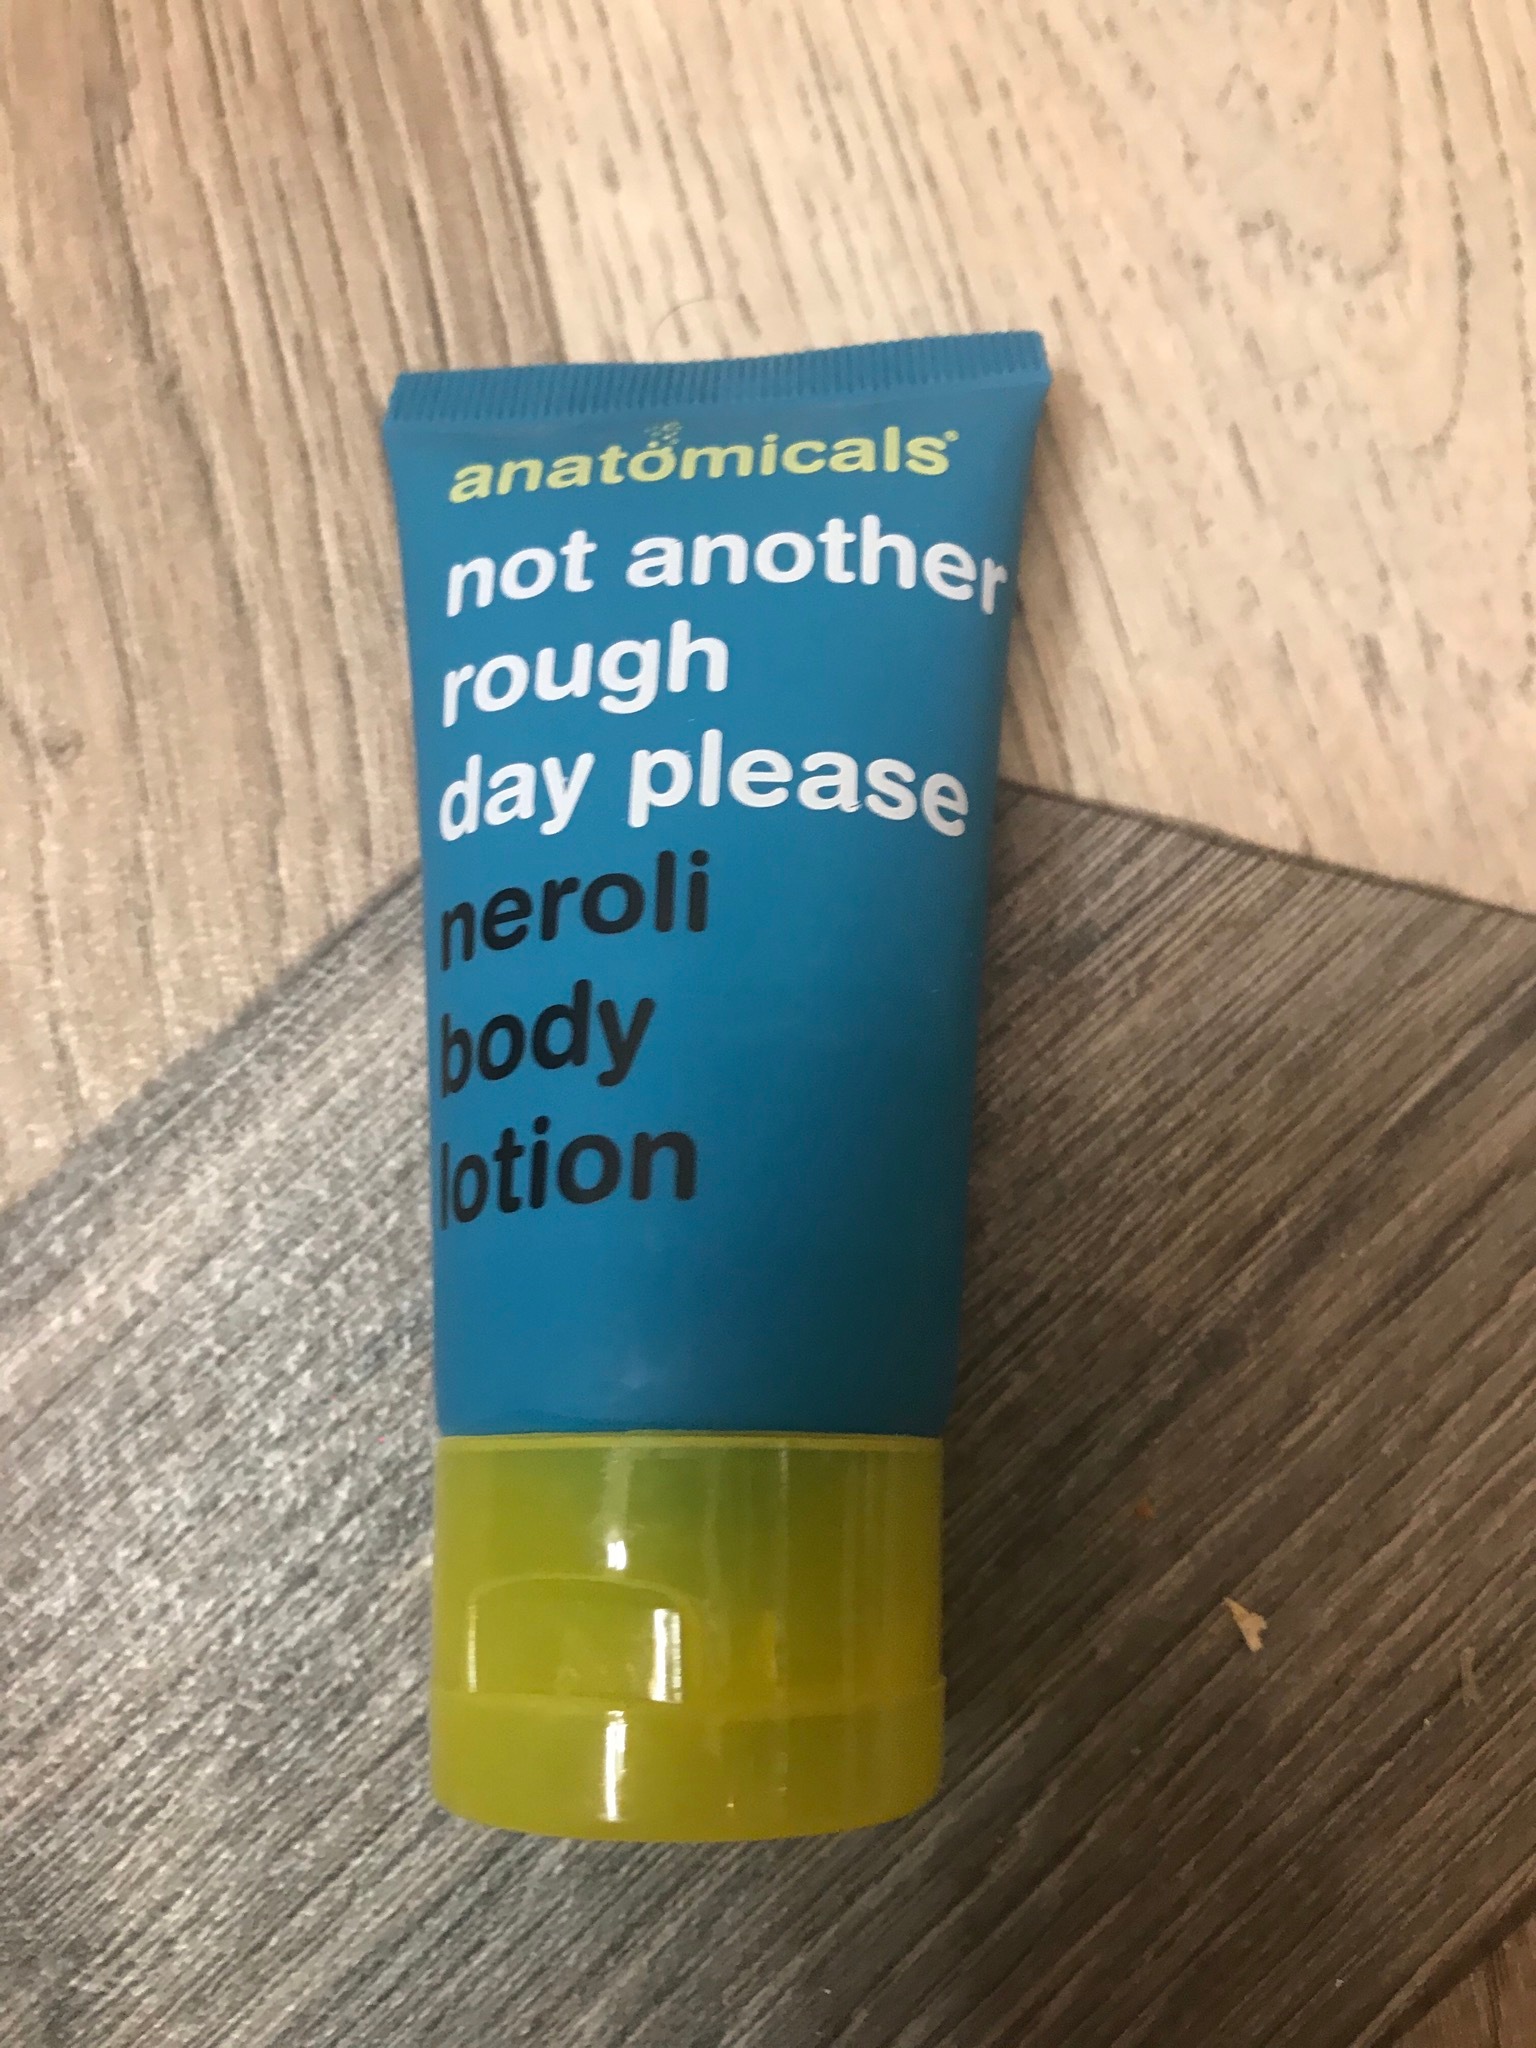 anatomicals®
not another
rough
day please
neroli
body
lotion